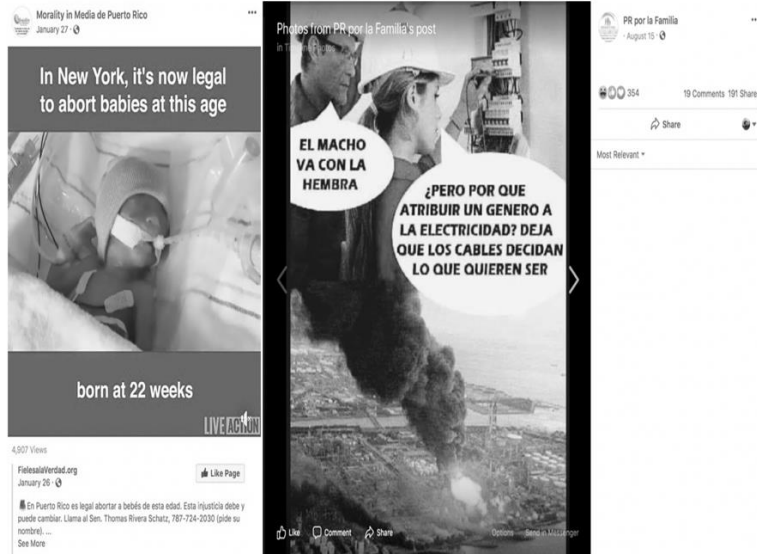 Morality in Media de Puerto Rico
January 27 ·
In New York, it's now legal
to abort babies at this age
born at 22 weeks
LIVE ACTION
4,907 Views
FielesalaVerdad.org
January 26 ·
Like Page
En Puerto Rico es legal abortar a bebés de esta edad. Esta injusticia debe y
puede cambiar. Llama al Sen. Thomas Rivera Schatz, 787-724-2030 (pide su
nombre). ...
See More
Photos from PR por la Familia's post
in Timeline Photos
EL MACHO
VA CON LA
HEMBRA
¿PERO POR QUE
ATRIBUIR UN GENERO A
LA ELECTRICIDAD? DEJA
QUE LOS CABLES DECIDAN
LO QUE QUIEREN SER
Like Comment Share
Options Send in Messenger
PR por la Familia
· August 15 ·
354
19 Comments 191 Share
Share
Most Relevant